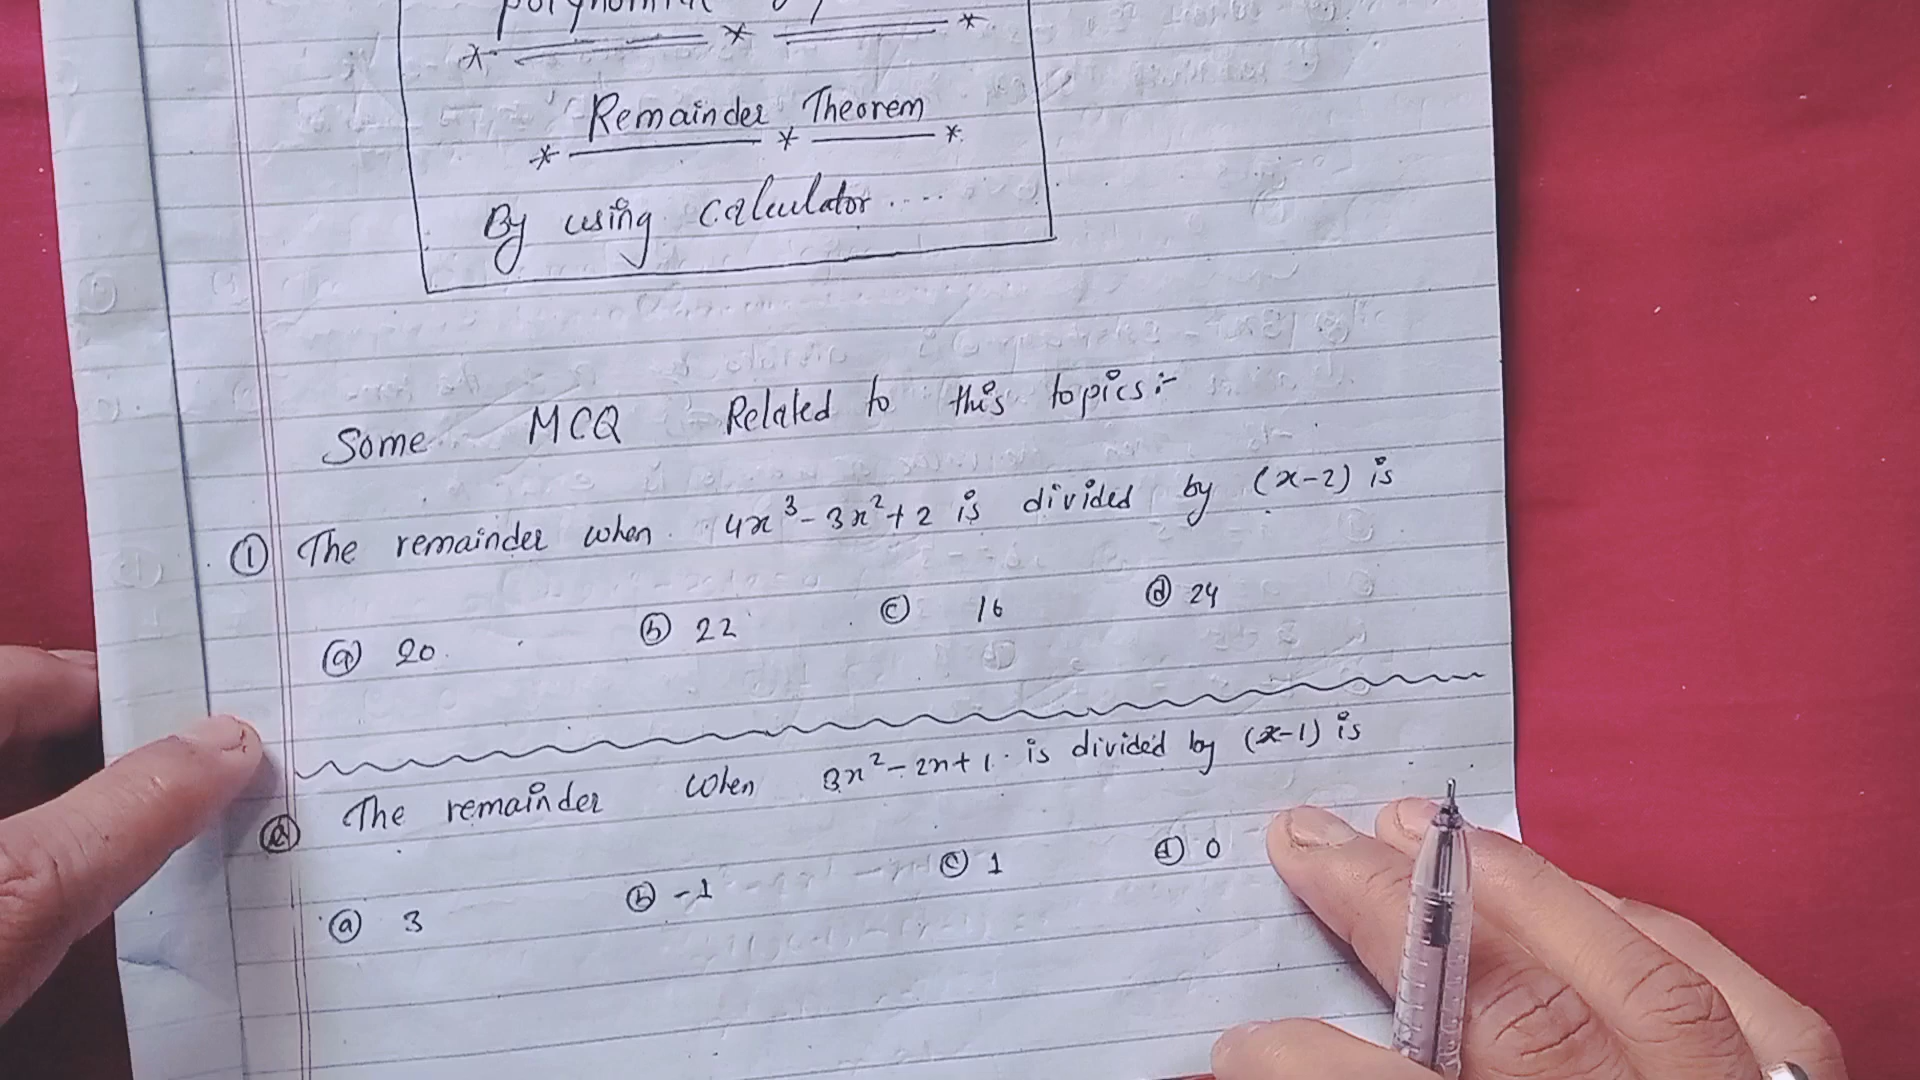 Remainder Theorem
By using calculator....
Some MCQ Related to this topics:-
① The remainder when 4x³-3x²+2 is divided by (x-2) is
ⓐ 20 ⓑ 22 ⓒ 16 ⓓ 24
② The remainder when 3x²-2x+1 is divided by (x-1) is
ⓐ 3 ⓑ -1 ⓒ 1 ⓓ 0